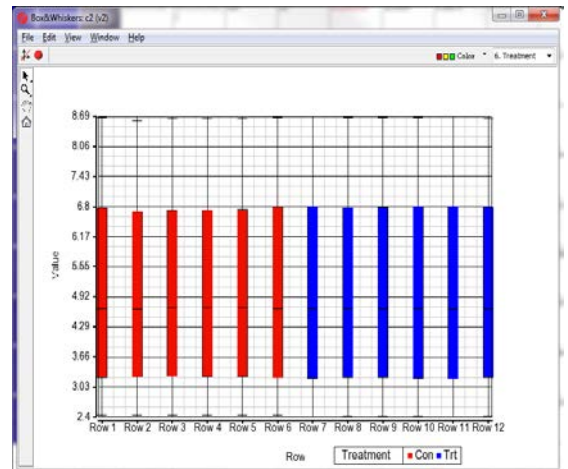 Box&Whiskers: c2 (v2)
File Edit View Window Help
Color 6. Treatment
8.69
8.06
7.43
6.8
6.17
5.55
4.92
4.29
3.66
3.03
2.4
Value
Row 1 Row 2 Row 3 Row 4 Row 5 Row 6 Row 7 Row 8 Row 9 Row 10 Row 11 Row 12
Row Treatment Con Trt